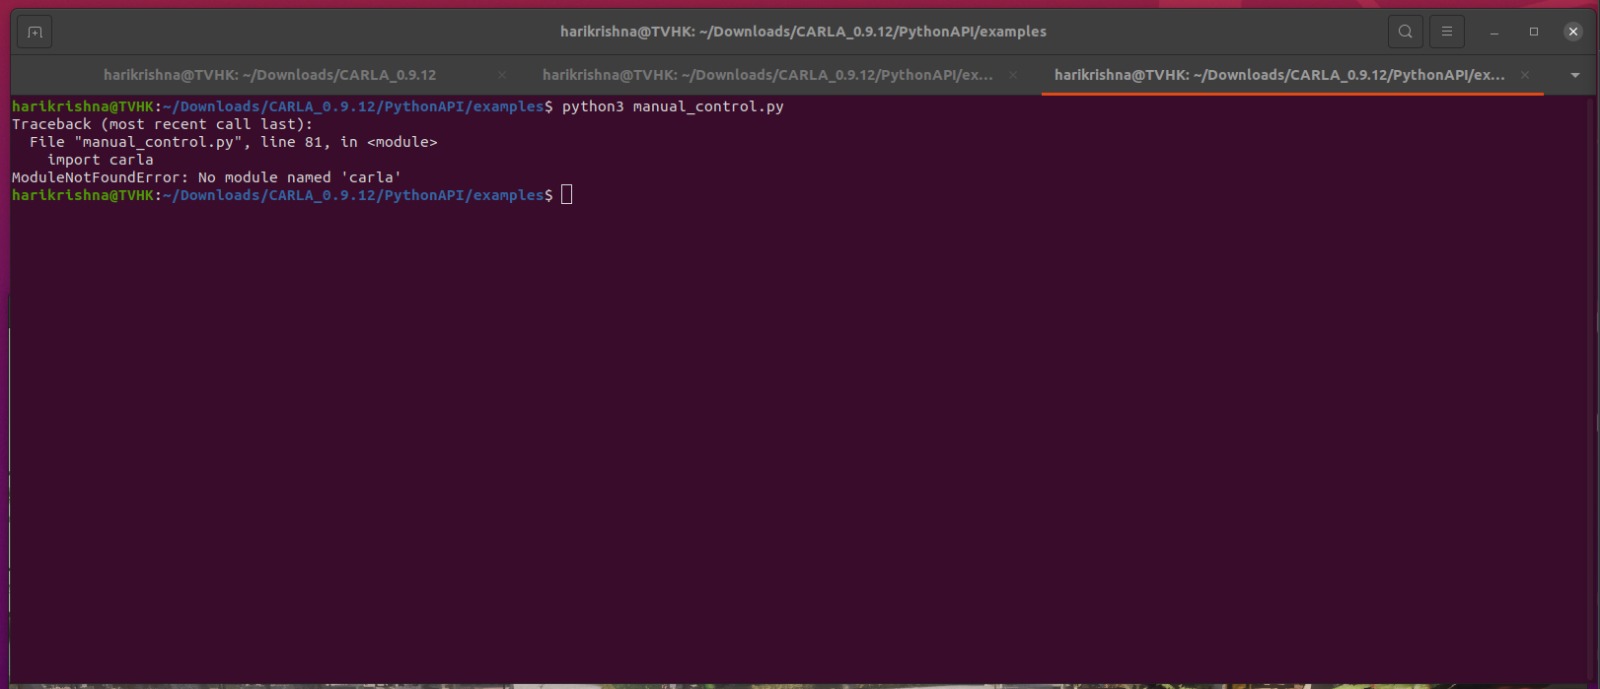 harikrishna@TVHK: ~/Downloads/CARLA_0.9.12/PythonAPI/examples
harikrishna@TVHK: ~/Downloads/CARLA_0.9.12
harikrishna@TVHK: ~/Downloads/CARLA_0.9.12/PythonAPI/ex...
harikrishna@TVHK: ~/Downloads/CARLA_0.9.12/PythonAPI/ex...
harikrishna@TVHK:~/Downloads/CARLA_0.9.12/PythonAPI/examples$ python3 manual_control.py
Traceback (most recent call last):
  File "manual_control.py", line 81, in <module>
    import carla
ModuleNotFoundError: No module named 'carla'
harikrishna@TVHK:~/Downloads/CARLA_0.9.12/PythonAPI/examples$